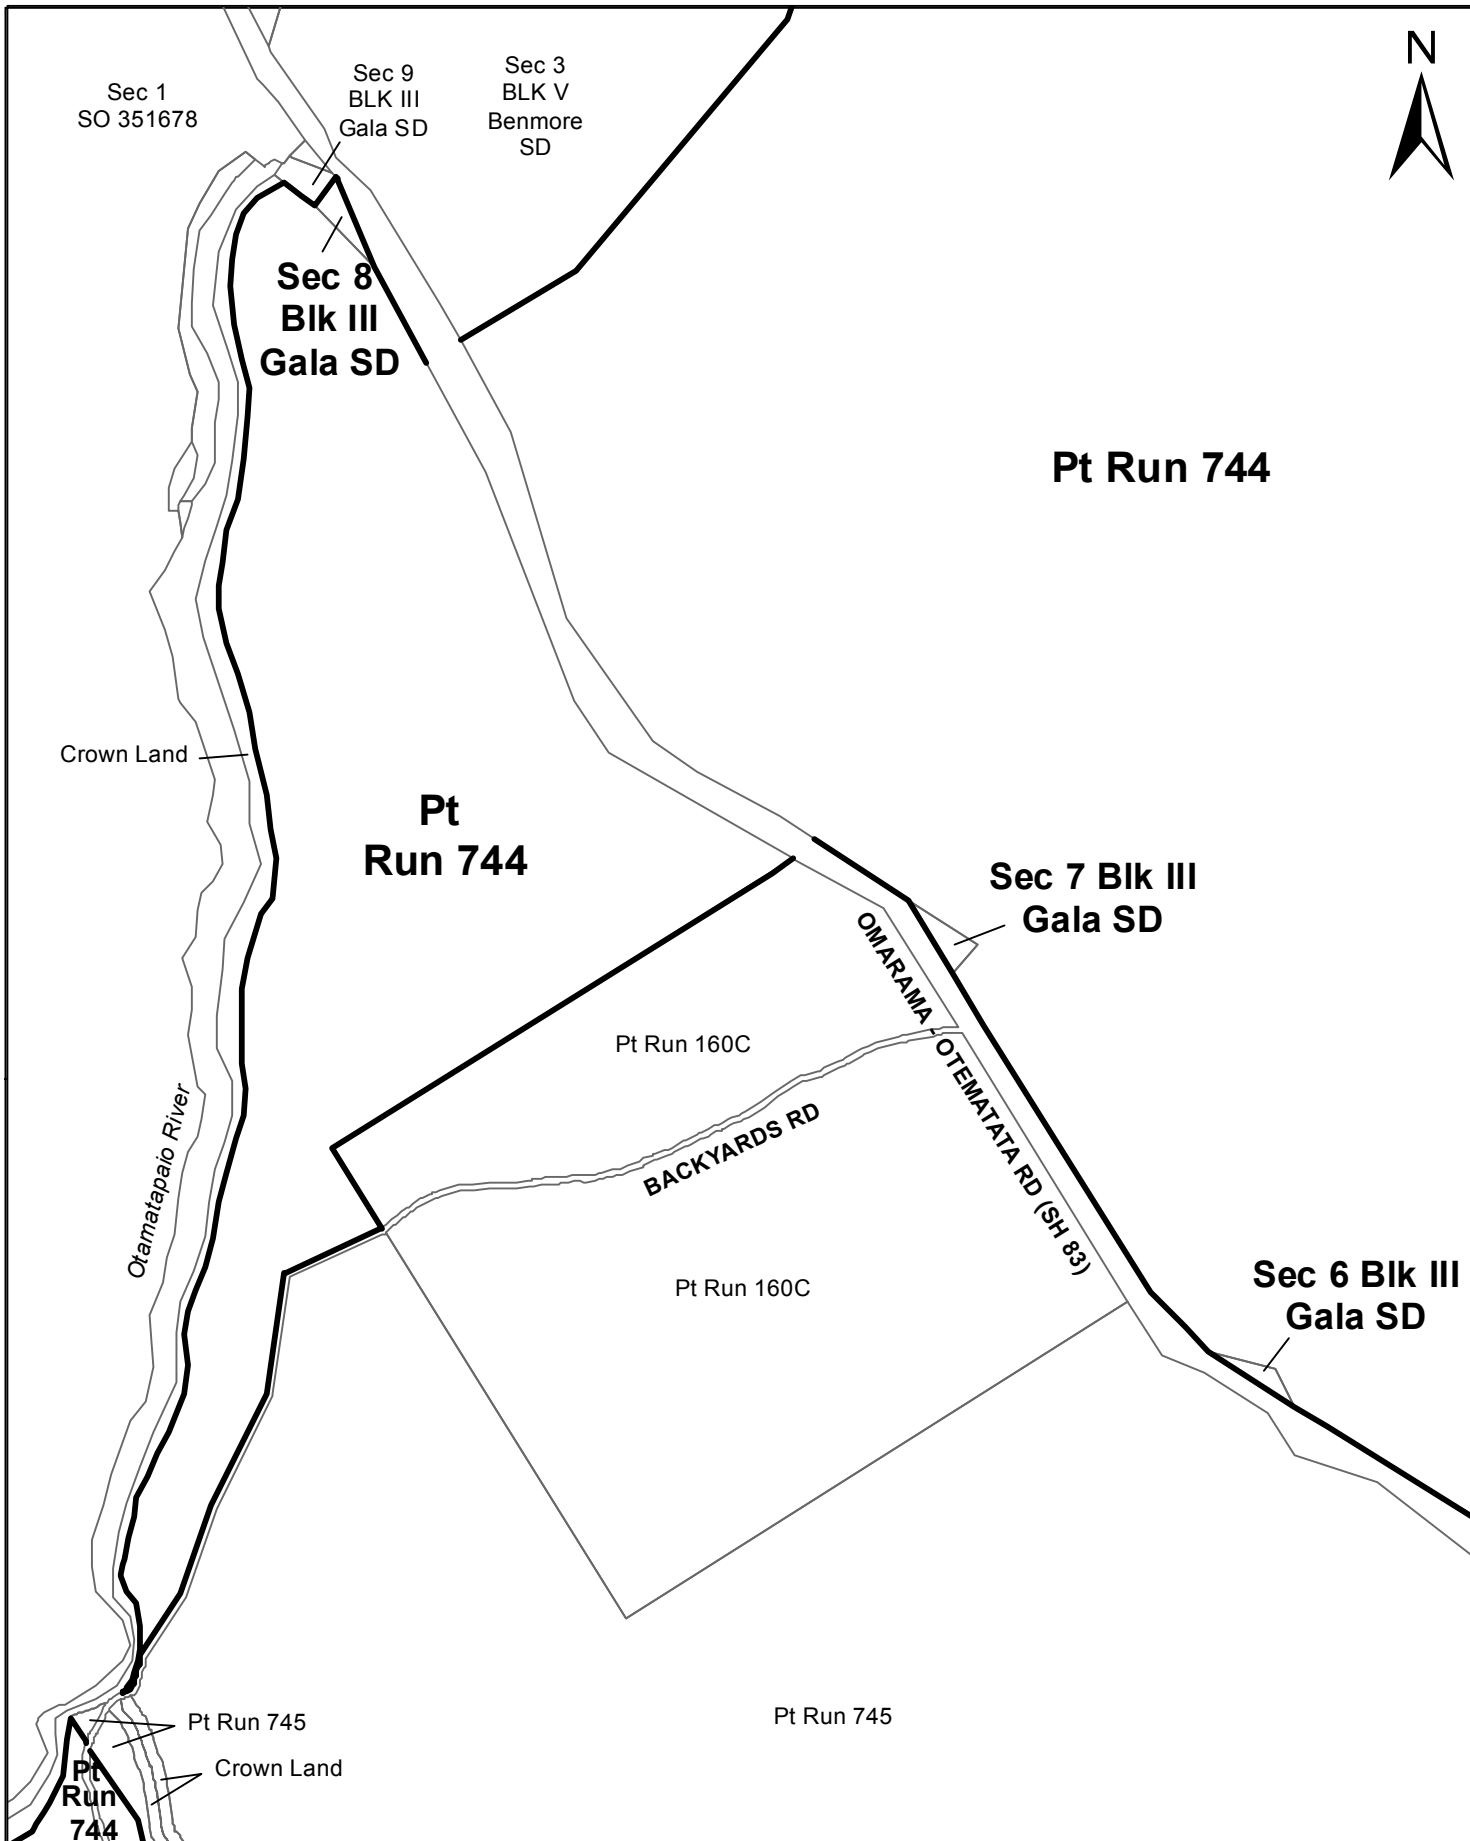 N
Sec 1
SO 351678
Sec 9
BLK III
Gala SD
Sec 3
BLK V
Benmore
SD
Sec 8
Blk III
Gala SD
Pt Run 744
Crown Land
Pt
Run 744
Sec 7 Blk III
Gala SD
OMARAMA - OTEMATATA RD (SH 83)
Pt Run 160C
BACKYARDS RD
Otamatapaio River
Pt Run 160C
Sec 6 Blk III
Gala SD
Pt Run 745
Pt Run 745
Crown Land
Pt
Run
744